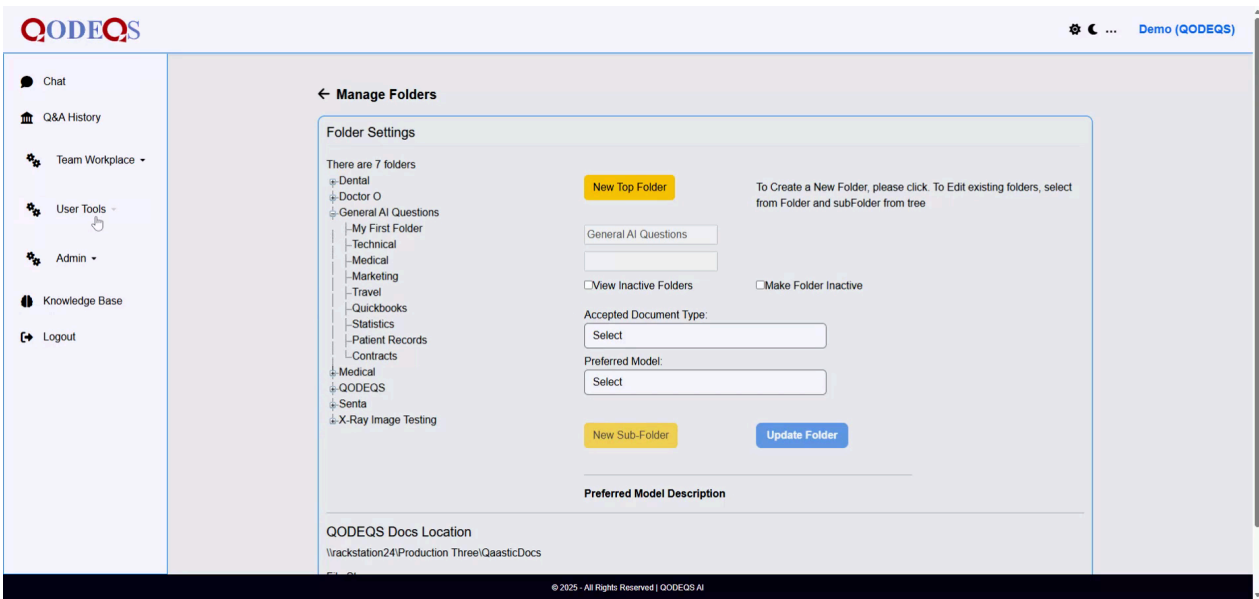 QODEQS
... Demo (QODEQS)
Chat
Q&A History
Team Workplace
User Tools
Admin
Knowledge Base
Logout
Manage Folders
Folder Settings
There are 7 folders
Dental
Doctor O
General AI Questions
My First Folder
Technical
Medical
Marketing
Travel
Quickbooks
Statistics
Patient Records
Contracts
Medical
QODEQS
Senta
X-Ray Image Testing
New Top Folder
To Create a New Folder, please click. To Edit existing folders, select
from Folder and subFolder from tree
General AI Questions
View Inactive Folders
Make Folder Inactive
Accepted Document Type:
Select
Preferred Model:
Select
New Sub-Folder
Update Folder
Preferred Model Description
QODEQS Docs Location
\\rackstation24\Production Three\QaasticDocs
© 2025 - All Rights Reserved | QODEQS AI